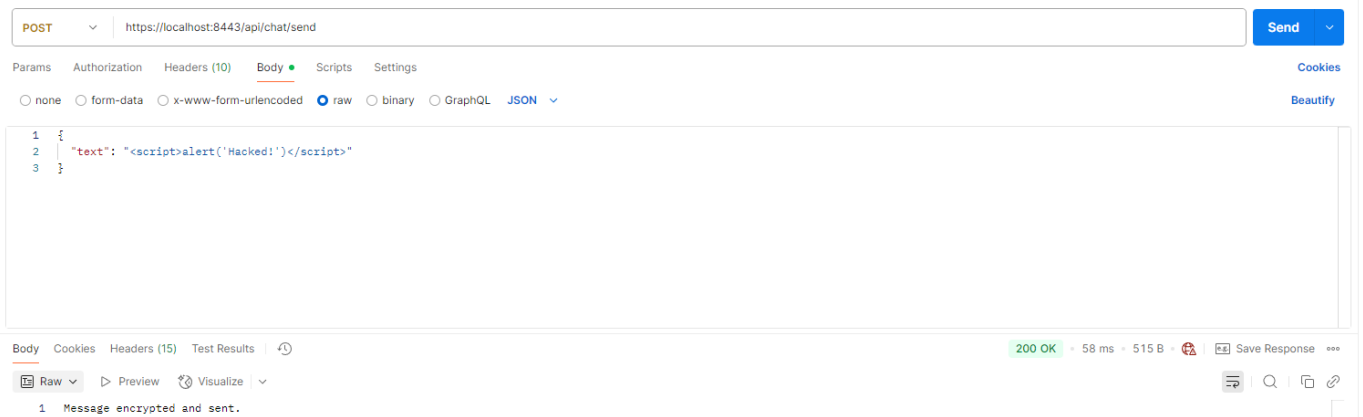 POST https://localhost:8443/api/chat/send Send
Params Authorization Headers (10) Body Scripts Settings Cookies
none form-data x-www-form-urlencoded raw binary GraphQL JSON Beautify
1 {
2 "text": "<script>alert('Hacked!')</script>"
3 }
Body Cookies Headers (15) Test Results 200 OK • 58 ms • 515 B • Save Response
Raw Preview Visualize
1 Message encrypted and sent.